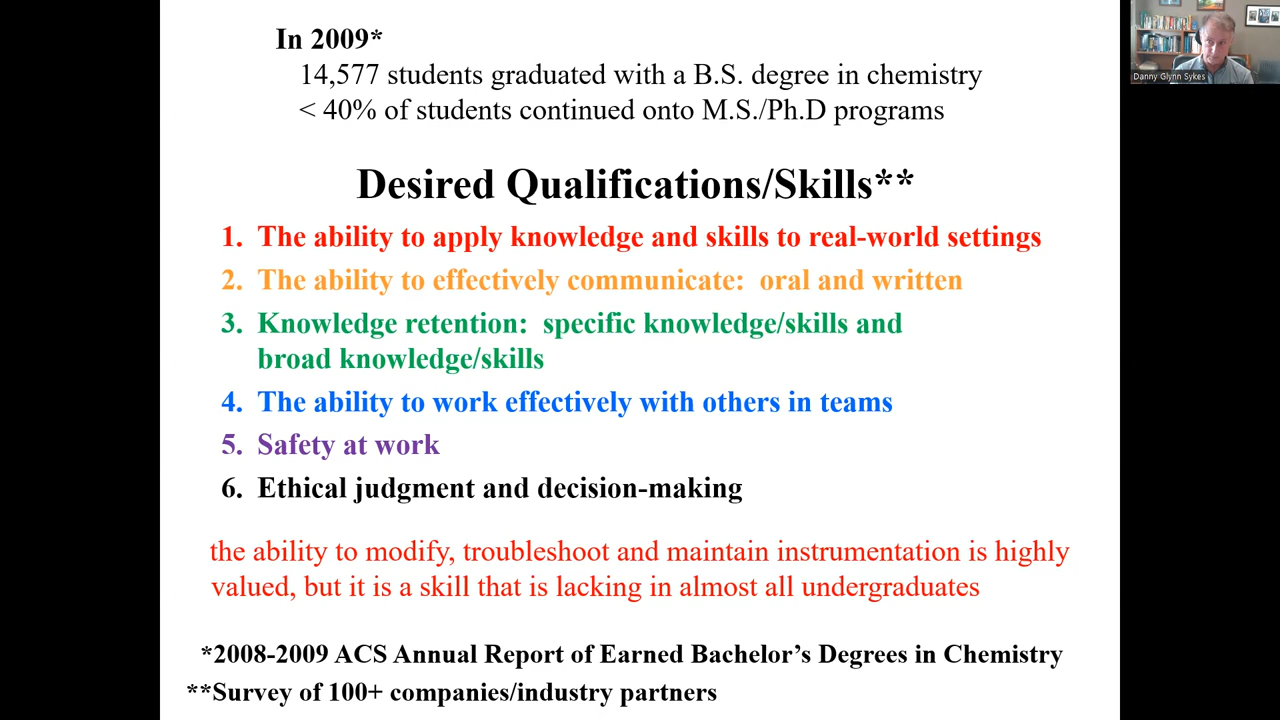 In 2009*
14,577 students graduated with a B.S. degree in chemistry
< 40% of students continued onto M.S./Ph.D programs
Danny Glynn Sykes
Desired Qualifications/Skills**
1. The ability to apply knowledge and skills to real-world settings
2. The ability to effectively communicate: oral and written
3. Knowledge retention: specific knowledge/skills and
broad knowledge/skills
4. The ability to work effectively with others in teams
5. Safety at work
6. Ethical judgment and decision-making
the ability to modify, troubleshoot and maintain instrumentation is highly
valued, but it is a skill that is lacking in almost all undergraduates
*2008-2009 ACS Annual Report of Earned Bachelor’s Degrees in Chemistry
**Survey of 100+ companies/industry partners